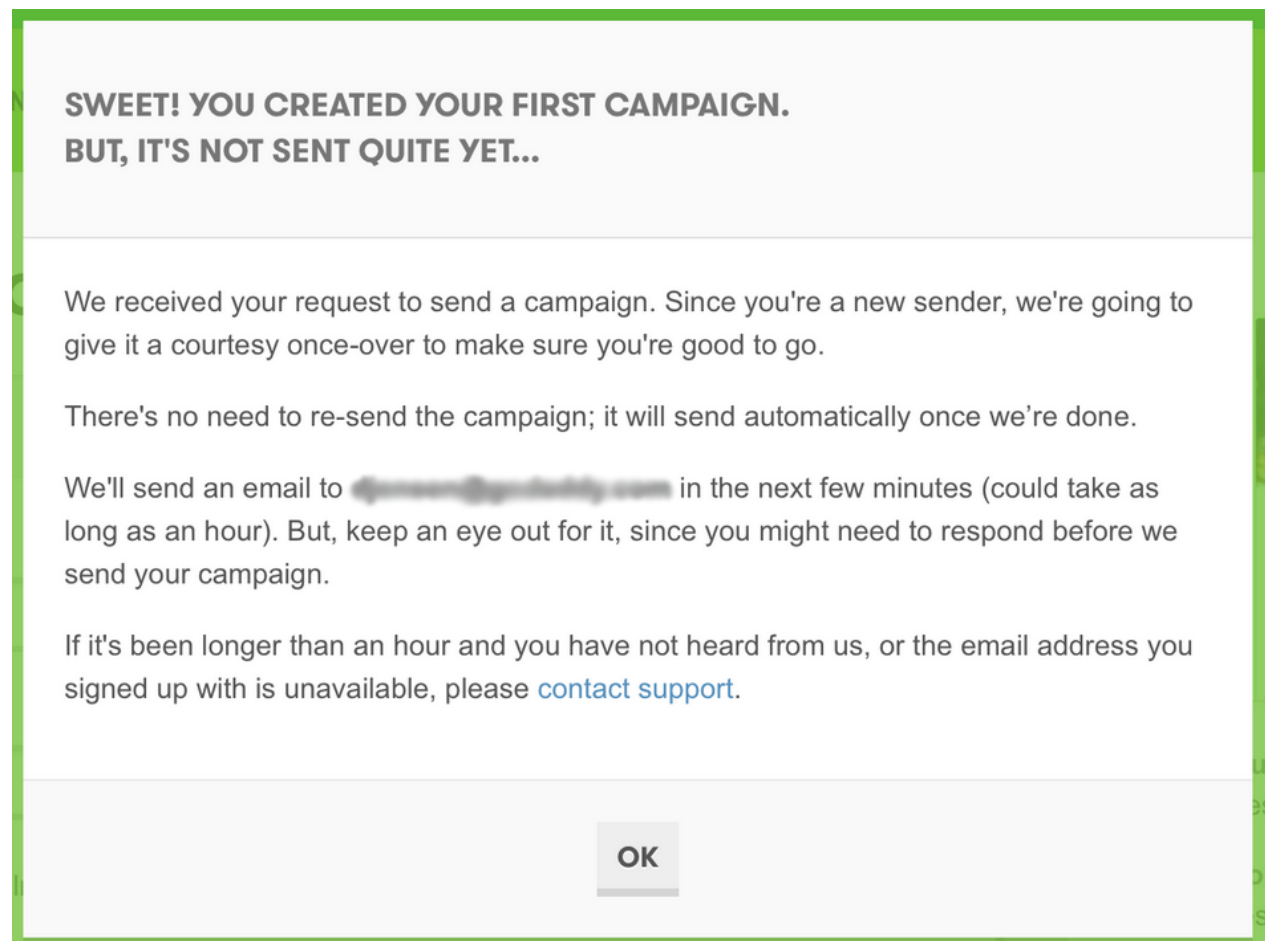 SWEET! YOU CREATED YOUR FIRST CAMPAIGN.
BUT, IT'S NOT SENT QUITE YET...
We received your request to send a campaign. Since you're a new sender, we're going to
give it a courtesy once-over to make sure you're good to go.
There's no need to re-send the campaign; it will send automatically once we’re done.
We'll send an email to in the next few minutes (could take as
long as an hour). But, keep an eye out for it, since you might need to respond before we
send your campaign.
If it's been longer than an hour and you have not heard from us, or the email address you
signed up with is unavailable, please contact support.
OK